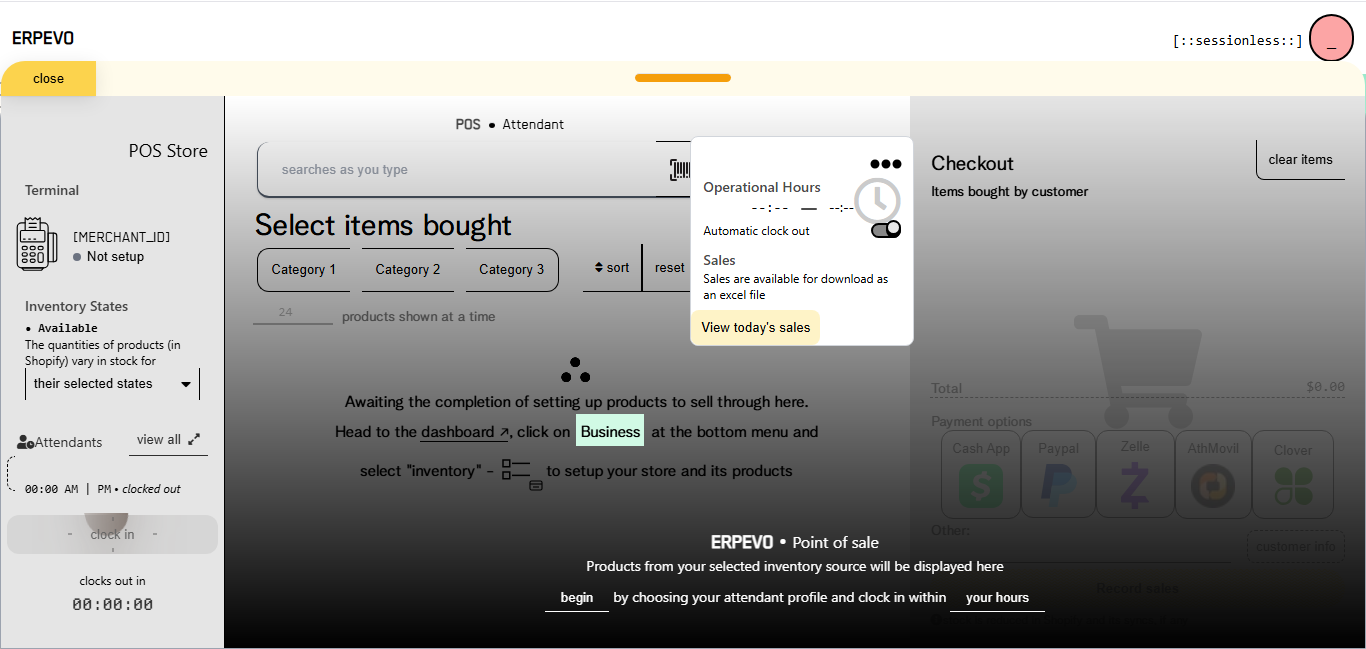 ERPEVO
[::sessionless::]
_
close
POS Store
Terminal
[MERCHANT_ID]
Not setup
Inventory States
• Available
The quantities of products (in
Shopify) vary in stock for
their selected states
Attendants
view all
00:00 AM | PM • clocked out
- clock in -
clocks out in
00:00:00
POS • Attendant
searches as you type
Select items bought
Category 1
Category 2
Category 3
sort
reset
24 products shown at a time
Awaiting the completion of setting up products to sell through here.
Head to the dashboard ↗, click on Business at the bottom menu and
select "inventory" - to setup your store and its products
Operational Hours
--:-- — --:--
Automatic clock out
Sales
Sales are available for download as
an excel file
View today's sales
Checkout
Items bought by customer
clear items
Total $0.00
Payment options
Cash App
Paypal
Zelle
AthMovil
Clover
Other:
customer info
Record sales
ERPEVO • Point of sale
Products from your selected inventory source will be displayed here
begin by choosing your attendant profile and clock in within your hours